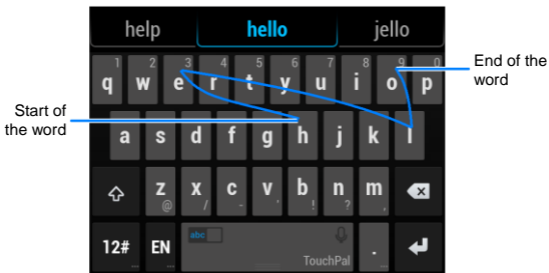 help hello jello
1 2 3 4 5 6 7 8 9 0
q w e r t y u i o p
End of the
word
Start of
the word
a s d f g h j k l
z x c v b n m
@ / - ' ! ? ,
12# EN abc TouchPal .